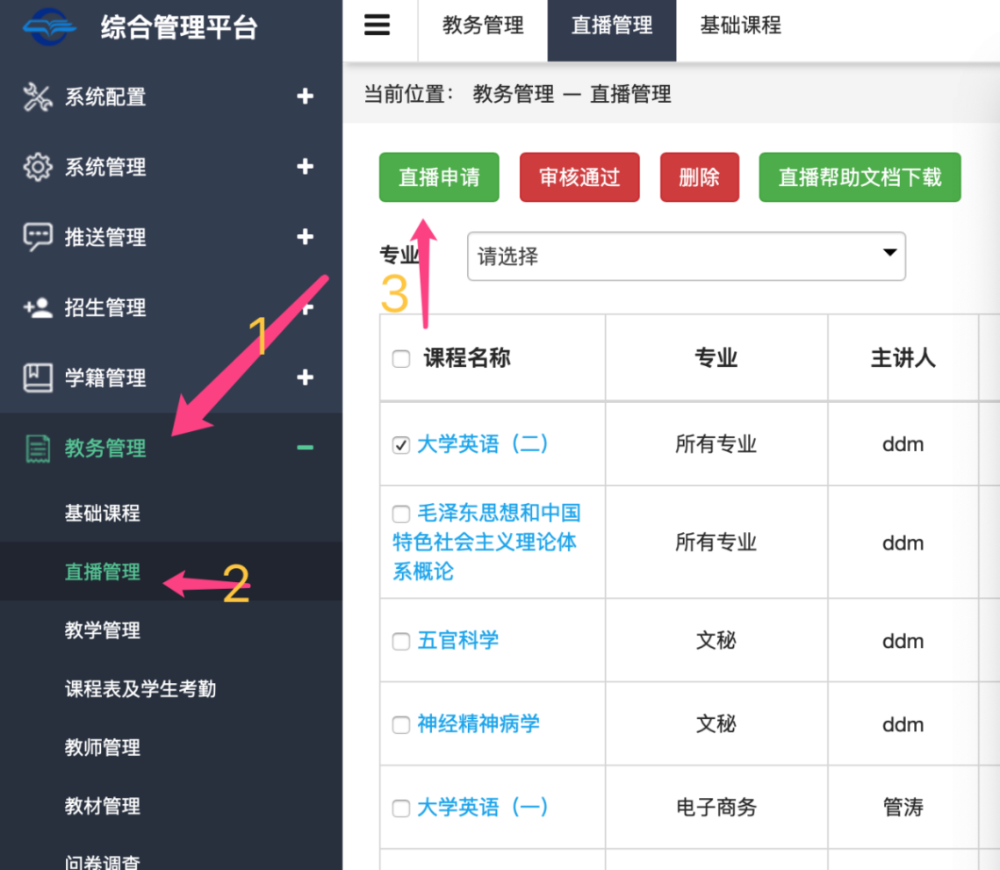 综合管理平台
教务管理
直播管理
基础课程
当前位置： 教务管理 — 直播管理
系统配置
系统管理
推送管理
招生管理
学籍管理
教务管理
基础课程
直播管理
教学管理
课程表及学生考勤
教师管理
教材管理
问卷调查
直播申请
审核通过
删除
直播帮助文档下载
专业
请选择
1
2
3
课程名称 专业 主讲人
大学英语（二） 所有专业 ddm
毛泽东思想和中国
特色社会主义理论体
系概论
所有专业 ddm
五官科学 文秘 ddm
神经精神病学 文秘 ddm
大学英语（一） 电子商务 管涛